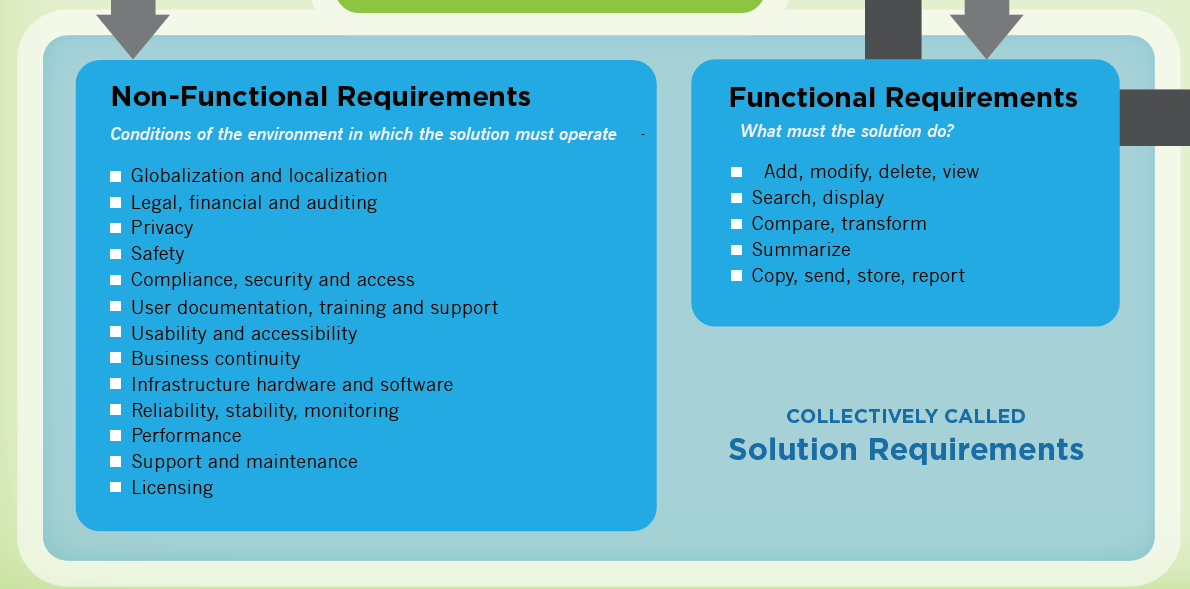 Non-Functional Requirements
Conditions of the environment in which the solution must operate -
Globalization and localization
Legal, financial and auditing
Privacy
Safety
Compliance, security and access
User documentation, training and support
Usability and accessibility
Business continuity
Infrastructure hardware and software
Reliability, stability, monitoring
Performance
Support and maintenance
Licensing
Functional Requirements
What must the solution do?
Add, modify, delete, view
Search, display
Compare, transform
Summarize
Copy, send, store, report
COLLECTIVELY CALLED
Solution Requirements